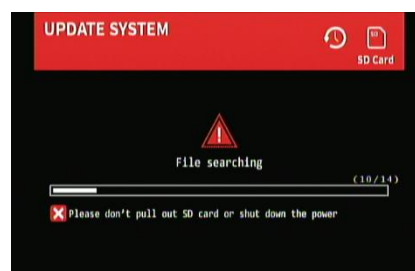 UPDATE SYSTEM
SD
SD Card
!
File searching
(10/14)
Please don't pull out SD card or shut down the power